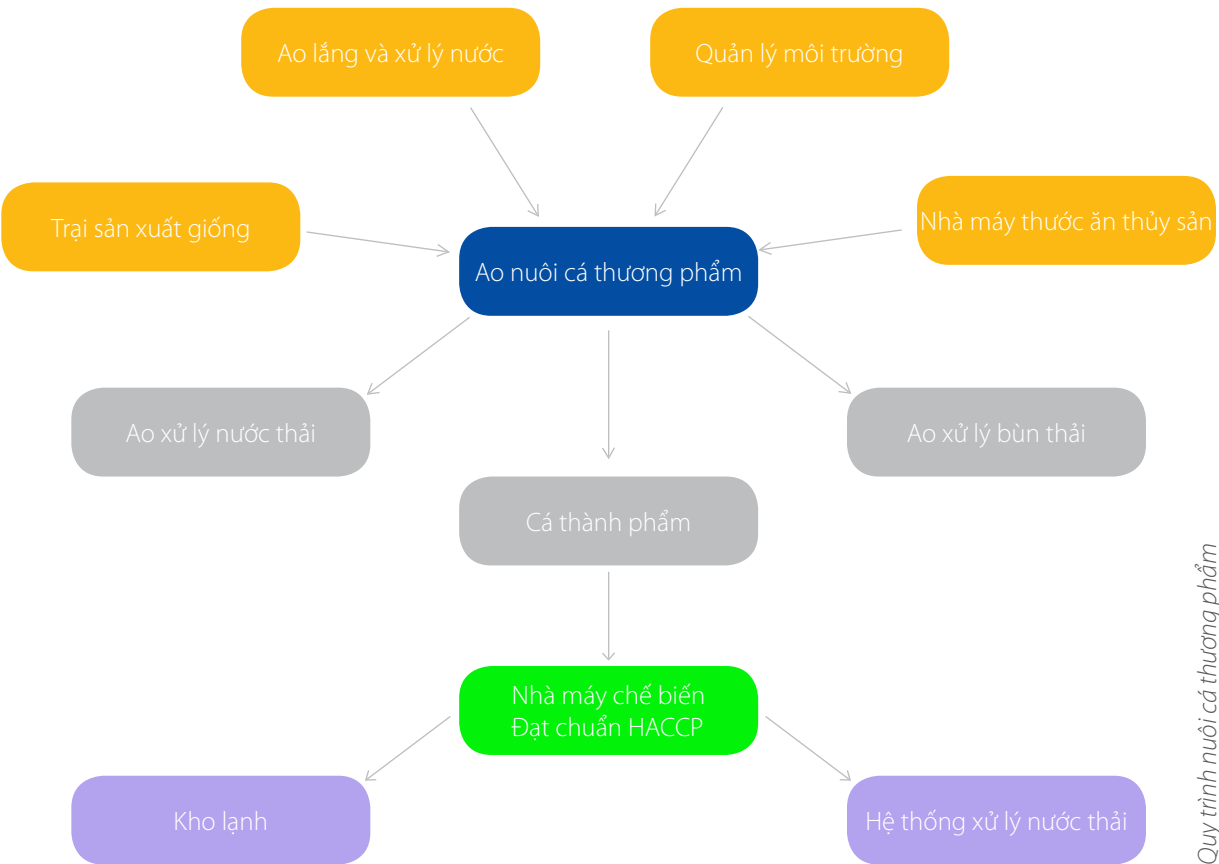 Ao lắng và xử lý nước
Quản lý môi trường
Trại sản xuất giống
Nhà máy thước ăn thủy sản
Ao nuôi cá thương phẩm
Ao xử lý nước thải
Ao xử lý bùn thải
Cá thành phẩm
Nhà máy chế biến
Đạt chuẩn HACCP
Kho lạnh
Hệ thống xử lý nước thải
Quy trình nuôi cá thương phẩm